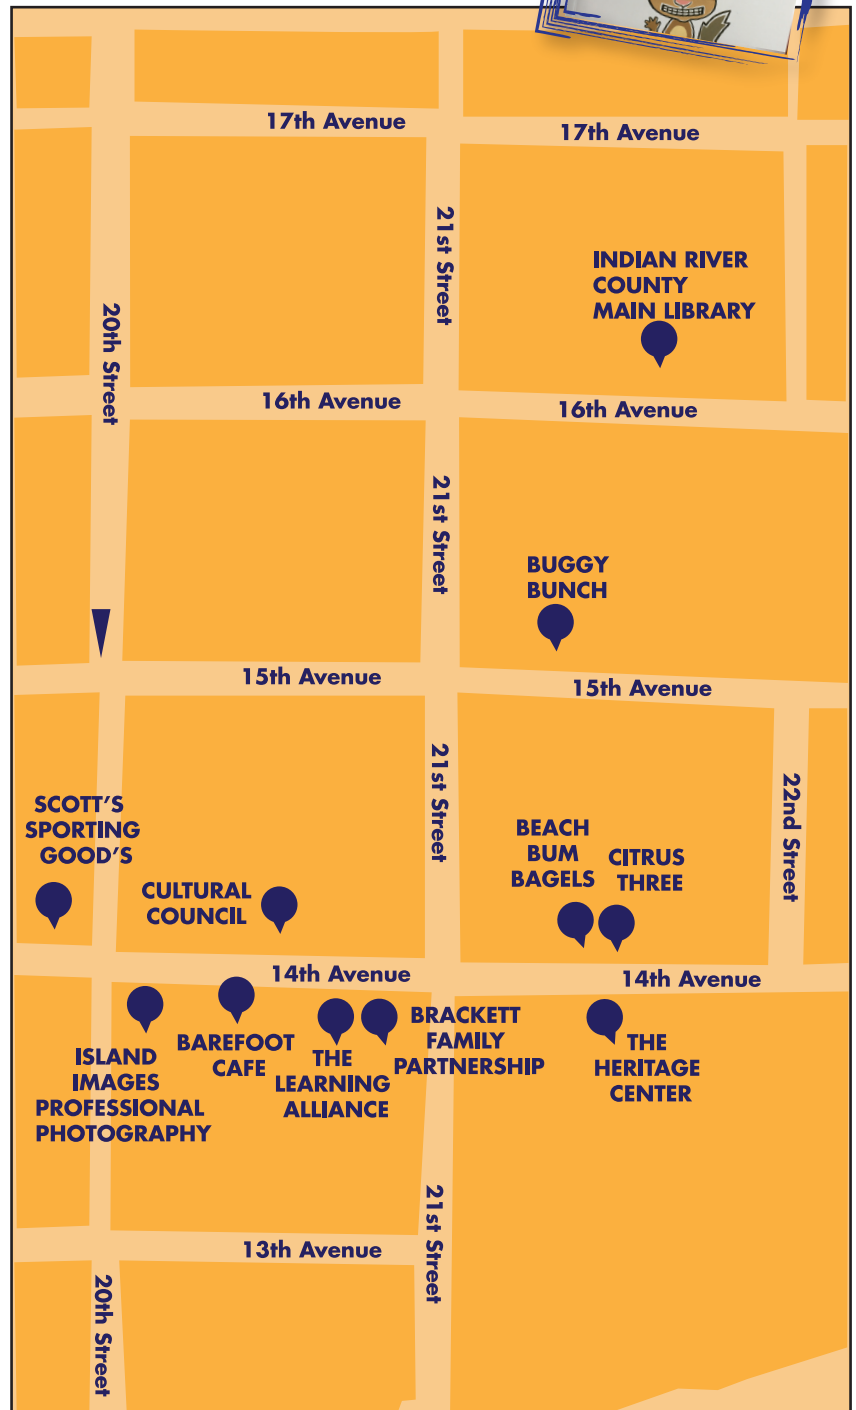 17th Avenue
17th Avenue
21st Street
INDIAN RIVER
COUNTY
MAIN LIBRARY
20th Street
16th Avenue
16th Avenue
21st Street
BUGGY
BUNCH
15th Avenue
15th Avenue
21st Street
22nd Street
SCOTT'S
SPORTING
GOOD'S
CULTURAL
COUNCIL
BEACH
BUM
BAGELS
CITRUS
THREE
14th Avenue
14th Avenue
ISLAND
IMAGES
PROFESSIONAL
PHOTOGRAPHY
BAREFOOT
CAFE
THE
LEARNING
ALLIANCE
BRACKETT
FAMILY
PARTNERSHIP
THE
HERITAGE
CENTER
21st Street
13th Avenue
20th Street